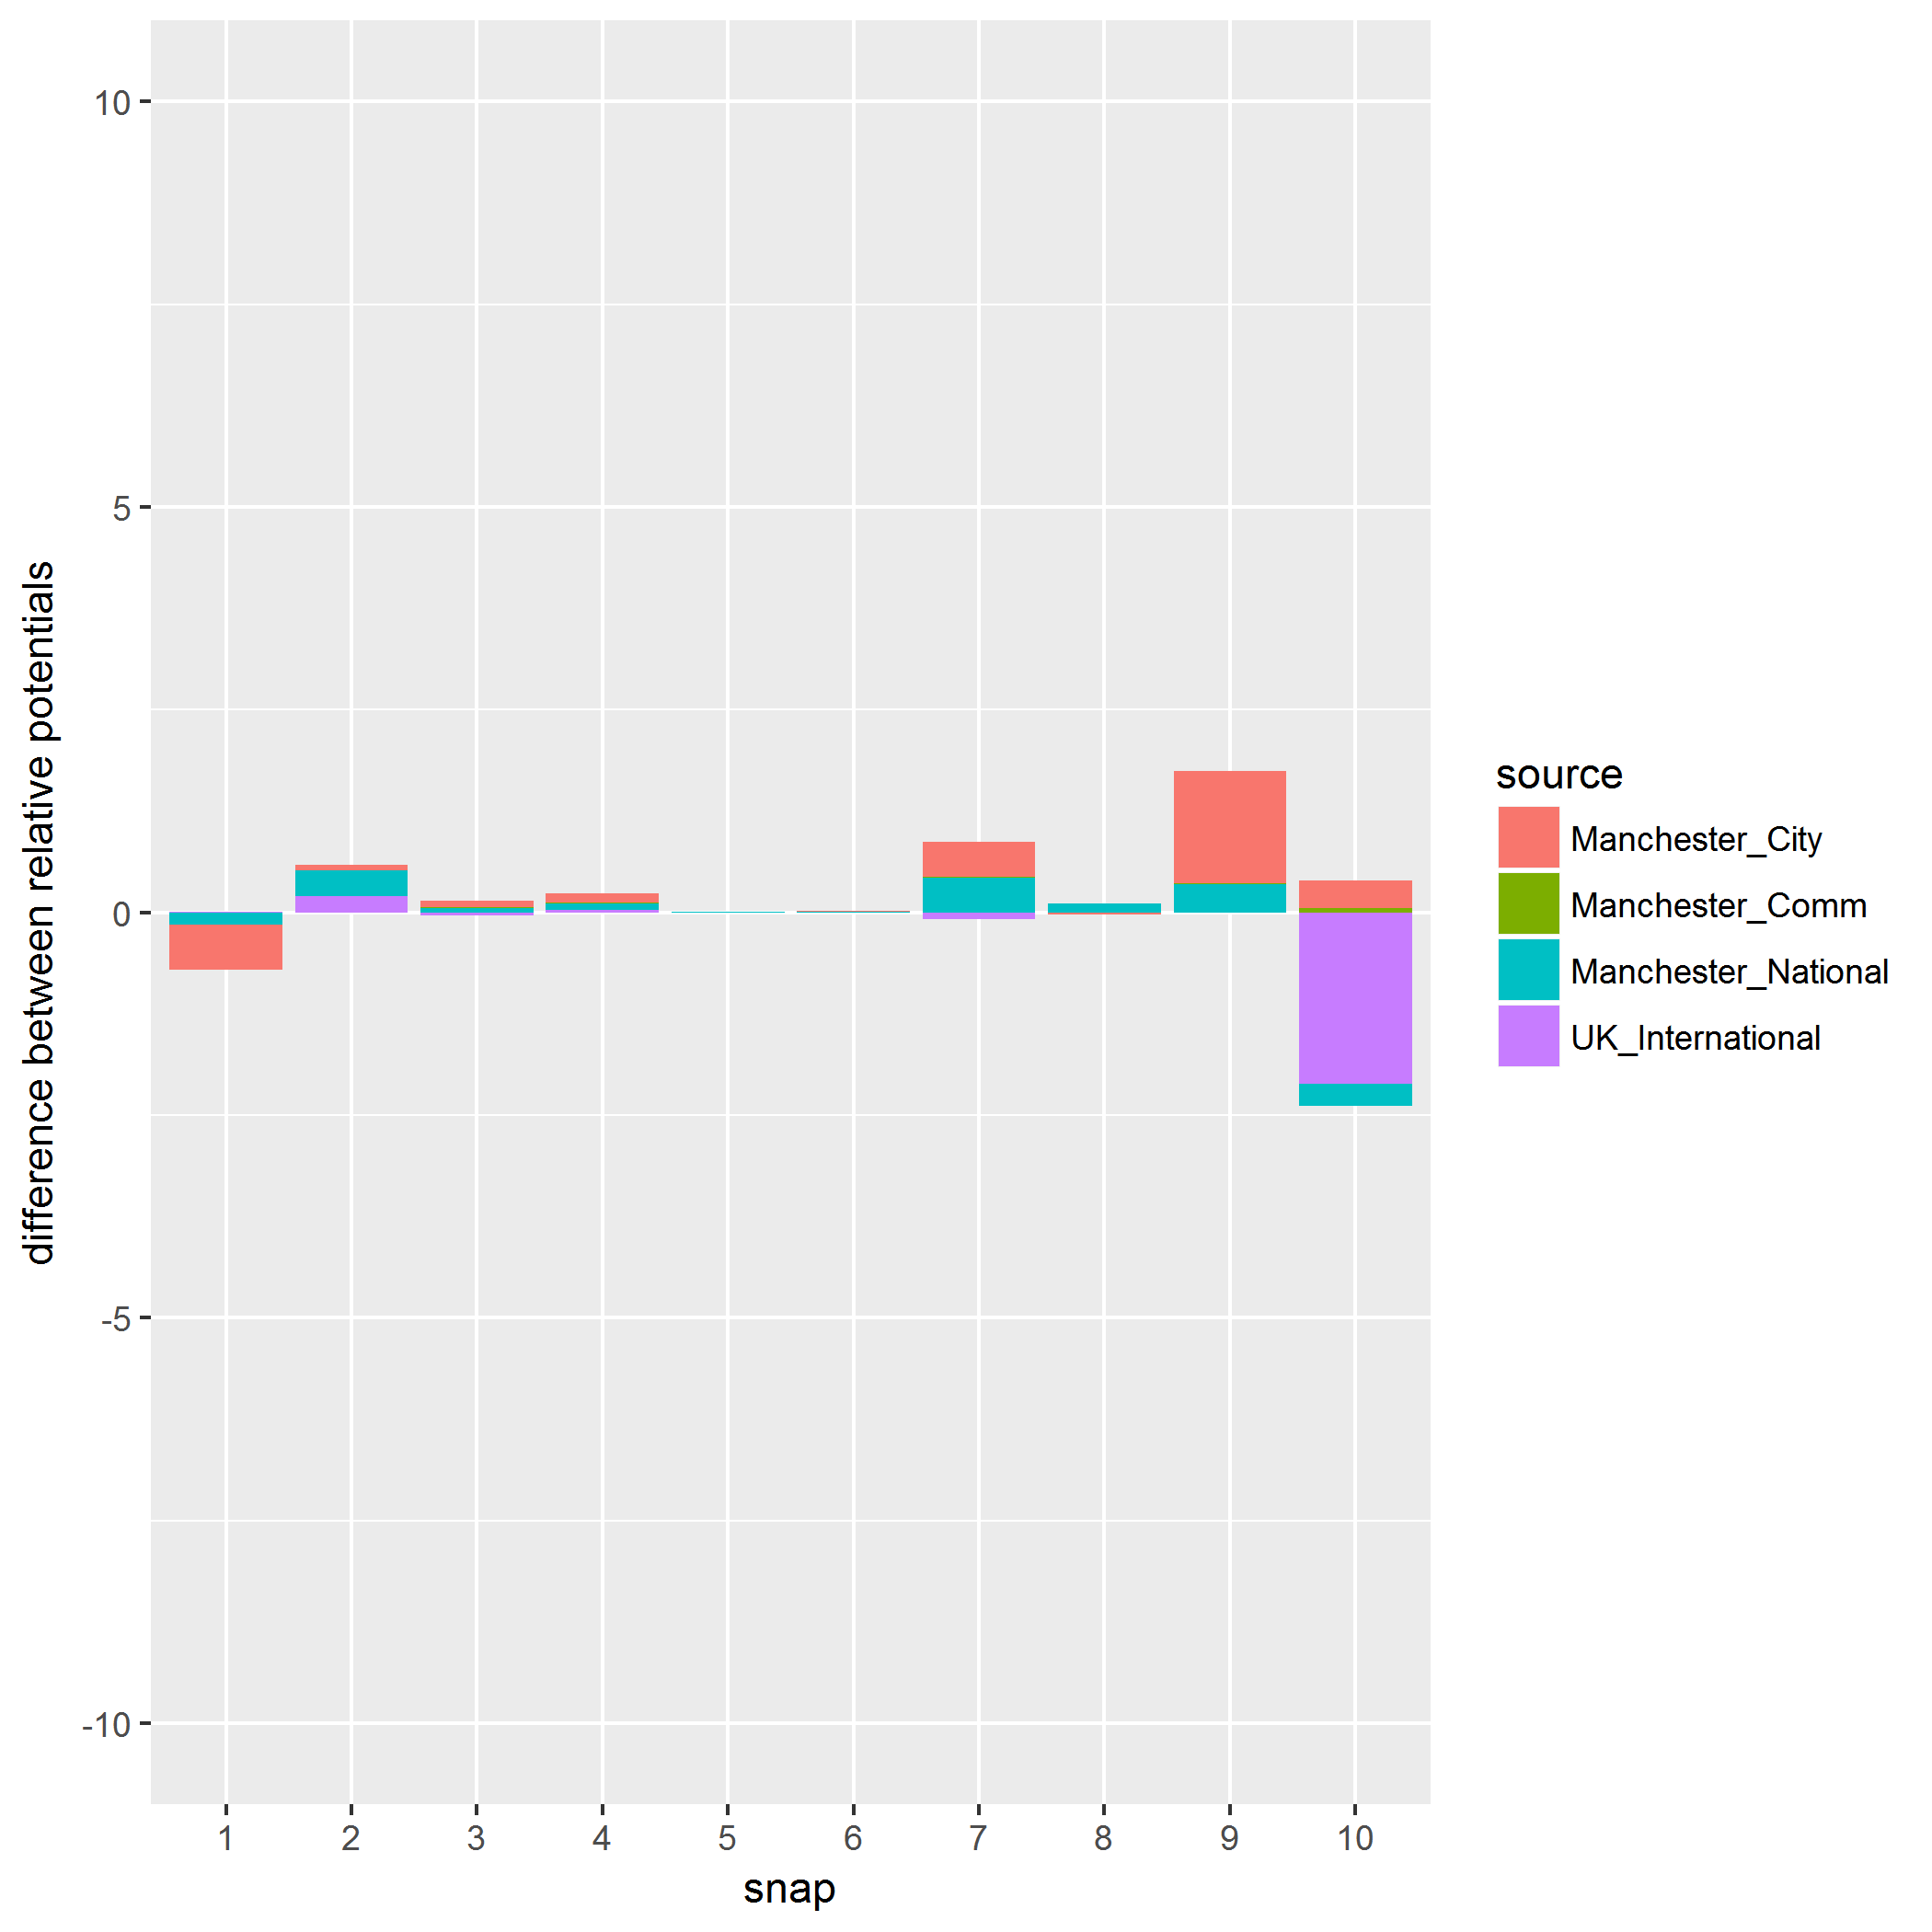 difference between relative potentials
10
5
0
-5
-10
1 2 3 4 5 6 7 8 9 10
snap
source
Manchester_City
Manchester_Comm
Manchester_National
UK_International